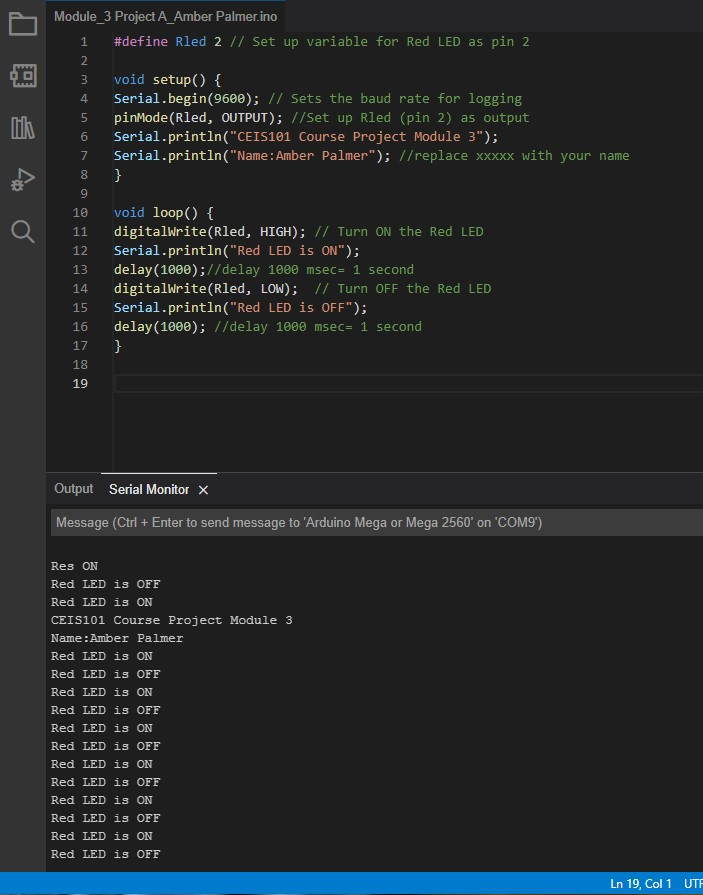 Module_3 Project A_Amber Palmer.ino
1 #define Rled 2 // Set up variable for Red LED as pin 2
2
3 void setup() {
4 Serial.begin(9600); // Sets the baud rate for logging
5 pinMode(Rled, OUTPUT); //Set up Rled (pin 2) as output
6 Serial.println("CEIS101 Course Project Module 3");
7 Serial.println("Name:Amber Palmer"); //replace xxxxx with your name
8 }
9
10 void loop() {
11 digitalWrite(Rled, HIGH); // Turn ON the Red LED
12 Serial.println("Red LED is ON");
13 delay(1000);//delay 1000 msec= 1 second
14 digitalWrite(Rled, LOW);  // Turn OFF the Red LED
15 Serial.println("Red LED is OFF");
16 delay(1000); //delay 1000 msec= 1 second
17 }
18
19
Output Serial Monitor ×
Message (Ctrl + Enter to send message to 'Arduino Mega or Mega 2560' on 'COM9')
Res ON
Red LED is OFF
Red LED is ON
CEIS101 Course Project Module 3
Name:Amber Palmer
Red LED is ON
Red LED is OFF
Red LED is ON
Red LED is OFF
Red LED is ON
Red LED is OFF
Red LED is ON
Red LED is OFF
Red LED is ON
Red LED is OFF
Red LED is ON
Red LED is OFF
Ln 19, Col 1 UTF